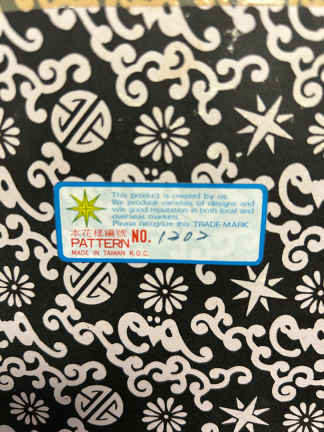 This product is created by us.
We produce varieties of designs and
win good reputation in both local and
overseas markets.
Please recognize this TRADE MARK
本花樣編號
PATTERN NO. 1202
MADE IN TAIWAN R.O.C.